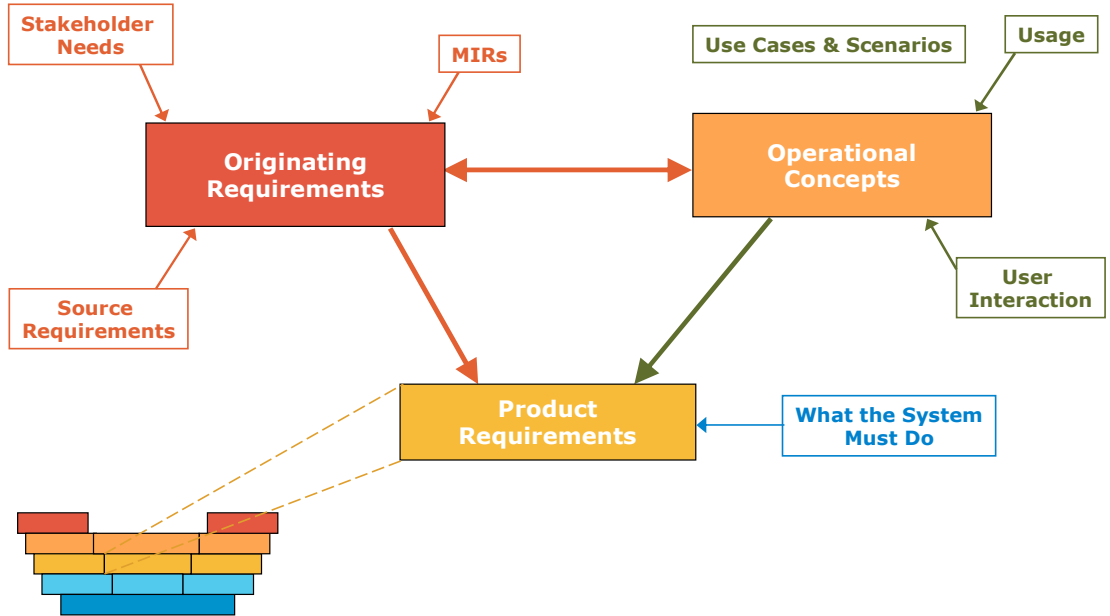 Stakeholder
Needs
MIRs
Use Cases & Scenarios
Usage
Originating
Requirements
Operational
Concepts
Source
Requirements
User
Interaction
Product
Requirements
What the System
Must Do